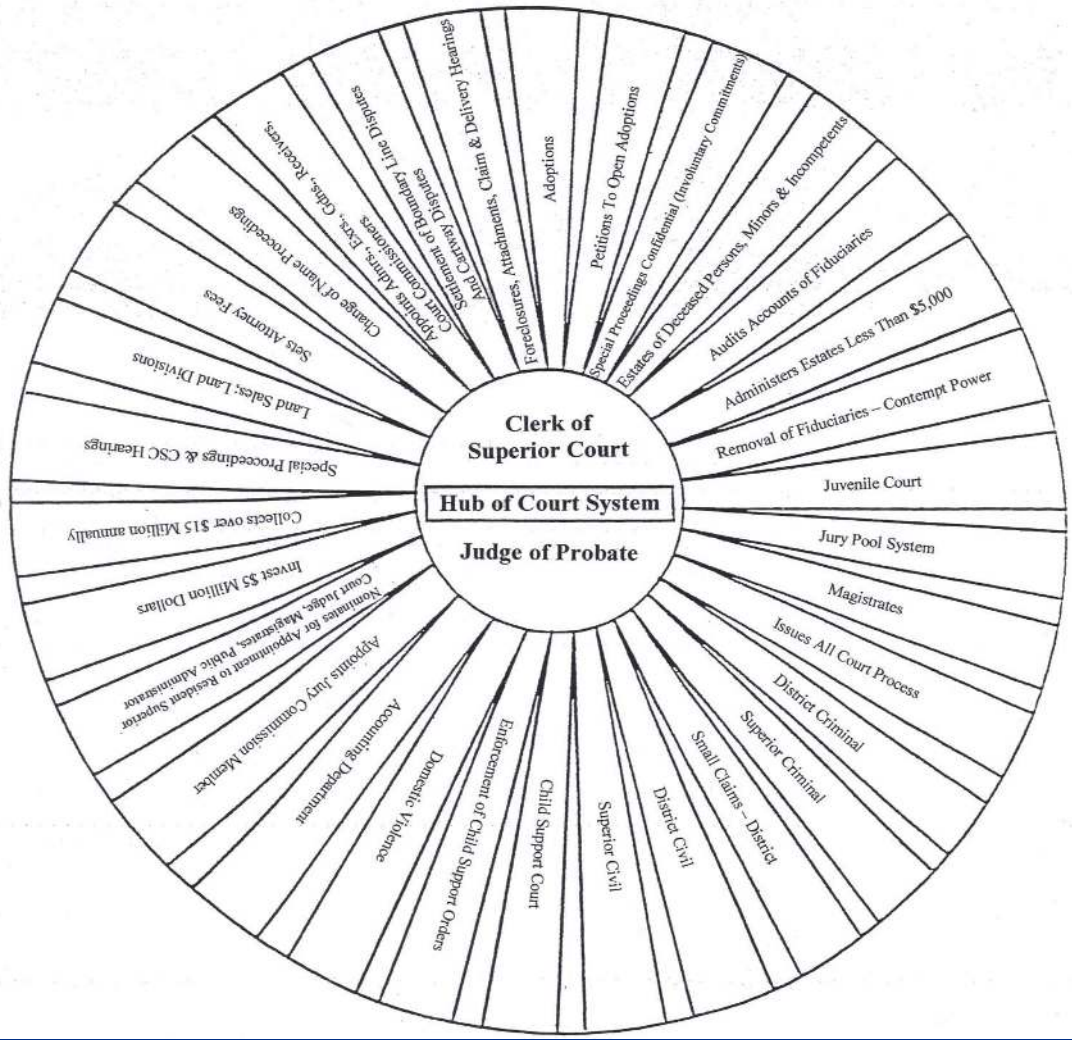 Clerk of
Superior Court
Hub of Court System
Judge of Probate
Adoptions
Petitions To Open Adoptions
Special Proceedings Confidential (Involuntary Commitments)
Estates of Deceased Persons, Minors & Incompetents
Audits Accounts of Fiduciaries
Administers Estates Less Than $5,000
Removal of Fiduciaries – Contempt Power
Juvenile Court
Jury Pool System
Magistrates
Issues All Court Process
District Criminal
Superior Criminal
Small Claims – District
District Civil
Superior Civil
Child Support Court
Enforcement of Child Support Orders
Domestic Violence
Accounting Department
Appoints Jury Commission Member
Nominates for Appointment to Resident Superior
Court Judge, Magistrates, Public Administrator
Invest $5 Million Dollars
Collects over $15 Million annually
Special Proceedings & CSC Hearings
Land Sales; Land Divisions
Sets Attorney Fees
Change of Name Proceedings
Appoints Admrs., Exrs., Gdns., Receivers,
Court Commissioners
Settlement of Boundary Line Disputes
And Cartway Disputes
Foreclosures, Attachments, Claim & Delivery Hearings